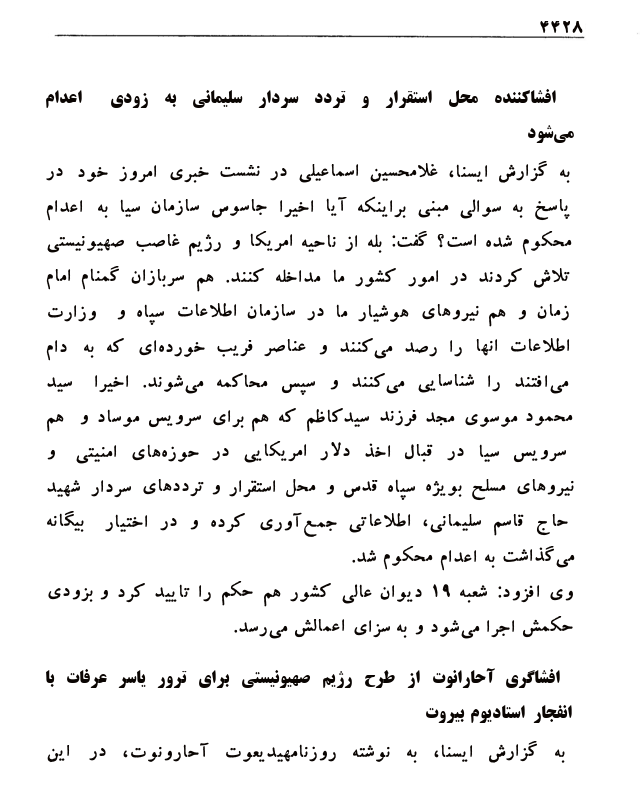 ۴۴۲۸
افشاکننده محل استقرار و تردد سردار سلیمانی به زودی اعدام
می‌شود
به گزارش ایسنا، غلامحسین اسماعیلی در نشست خبری امروز خود در
پاسخ به سوالی مبنی براینکه آیا اخیرا جاسوس سازمان سیا به اعدام
محکوم شده است؟ گفت: بله از ناحیه امریکا و رژیم غاصب صهیونیستی
تلاش کردند در امور کشور ما مداخله کنند. هم سربازان گمنام امام
زمان و هم نیروهای هوشیار ما در سازمان اطلاعات سپاه و وزارت
اطلاعات انها را رصد می‌کنند و عناصر فریب خورده‌ای که به دام
می‌افتند را شناسایی می‌کنند و سپس محاکمه می‌شوند. اخیرا سید
محمود موسوی مجد فرزند سیدکاظم که هم برای سرویس موساد و هم
سرویس سیا در قبال اخذ دلار امریکایی در حوزه‌های امنیتی و
نیروهای مسلح بویژه سپاه قدس و محل استقرار و ترددهای سردار شهید
حاج قاسم سلیمانی، اطلاعاتی جمع‌آوری کرده و در اختیار بیگانه
می‌گذاشت به اعدام محکوم شد.
وی افزود: شعبه ۱۹ دیوان عالی کشور هم حکم را تایید کرد و بزودی
حکمش اجرا می‌شود و به سزای اعمالش می‌رسد.
افشاگری آحارانوت از طرح رژیم صهیونیستی برای ترور یاسر عرفات با
انفجار استادیوم بیروت
به گزارش ایسنا، به نوشته روزنامهیدیعوت آحارونوت، در این